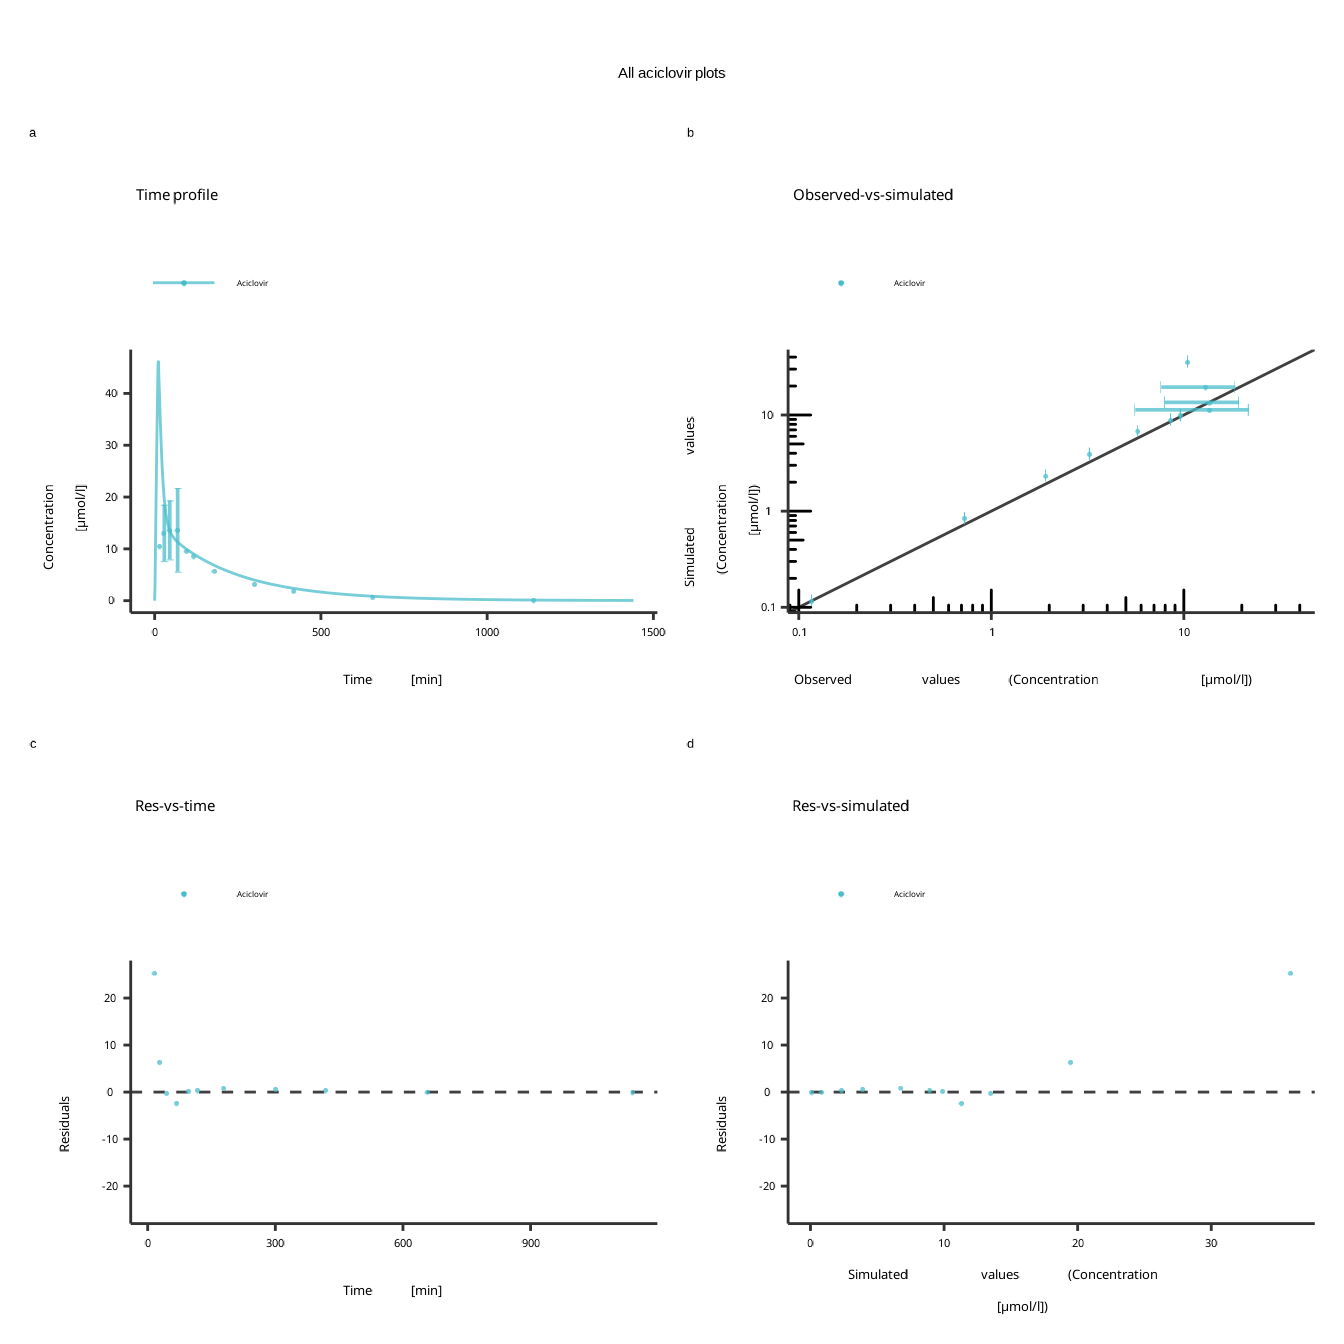 All aciclovir plots
a
Time profile
Aciclovir
Concentration [µmol/l]
40
30
20
10
0
0 500 1000 1500
Time [min]
b
Observed-vs-simulated
Aciclovir
Simulated values (Concentration [µmol/l])
10
1
0.1
0.1 1 10
Observed values (Concentration [µmol/l])
c
Res-vs-time
Aciclovir
Residuals
20
10
0
-10
-20
0 300 600 900
Time [min]
d
Res-vs-simulated
Aciclovir
Residuals
20
10
0
-10
-20
0 10 20 30
Simulated values (Concentration
[µmol/l])